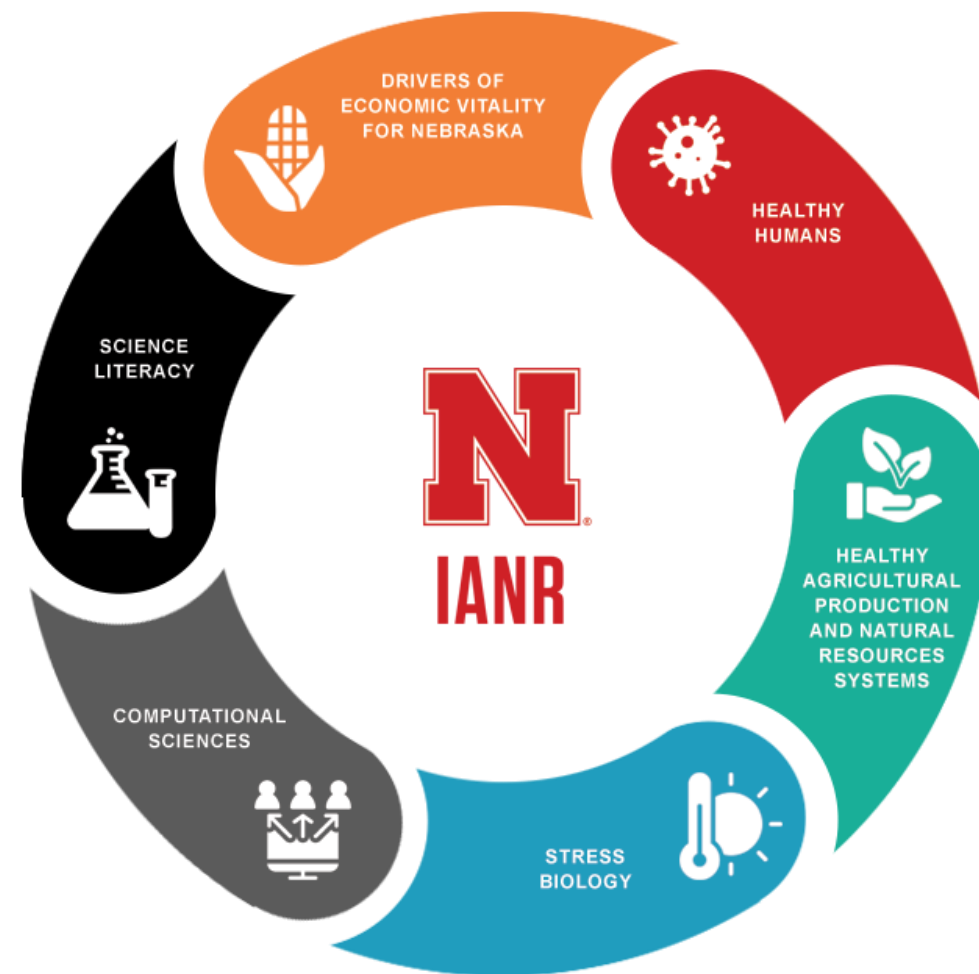 DRIVERS OF
ECONOMIC VITALITY
FOR NEBRASKA
HEALTHY
HUMANS
HEALTHY
AGRICULTURAL
PRODUCTION
AND NATURAL
RESOURCES
SYSTEMS
STRESS
BIOLOGY
COMPUTATIONAL
SCIENCES
SCIENCE
LITERACY
N®
IANR